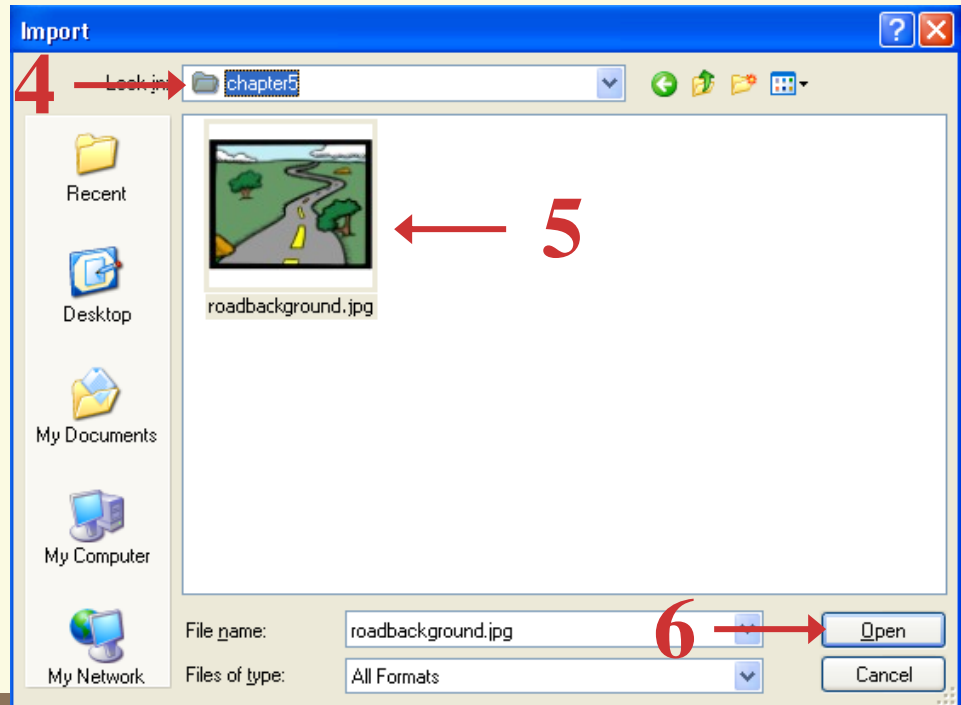 Import
4 Look in: chapter5
Recent
5
Desktop
roadbackground.jpg
My Documents
My Computer
File name: roadbackground.jpg 6 Open
My Network Files of type: All Formats Cancel